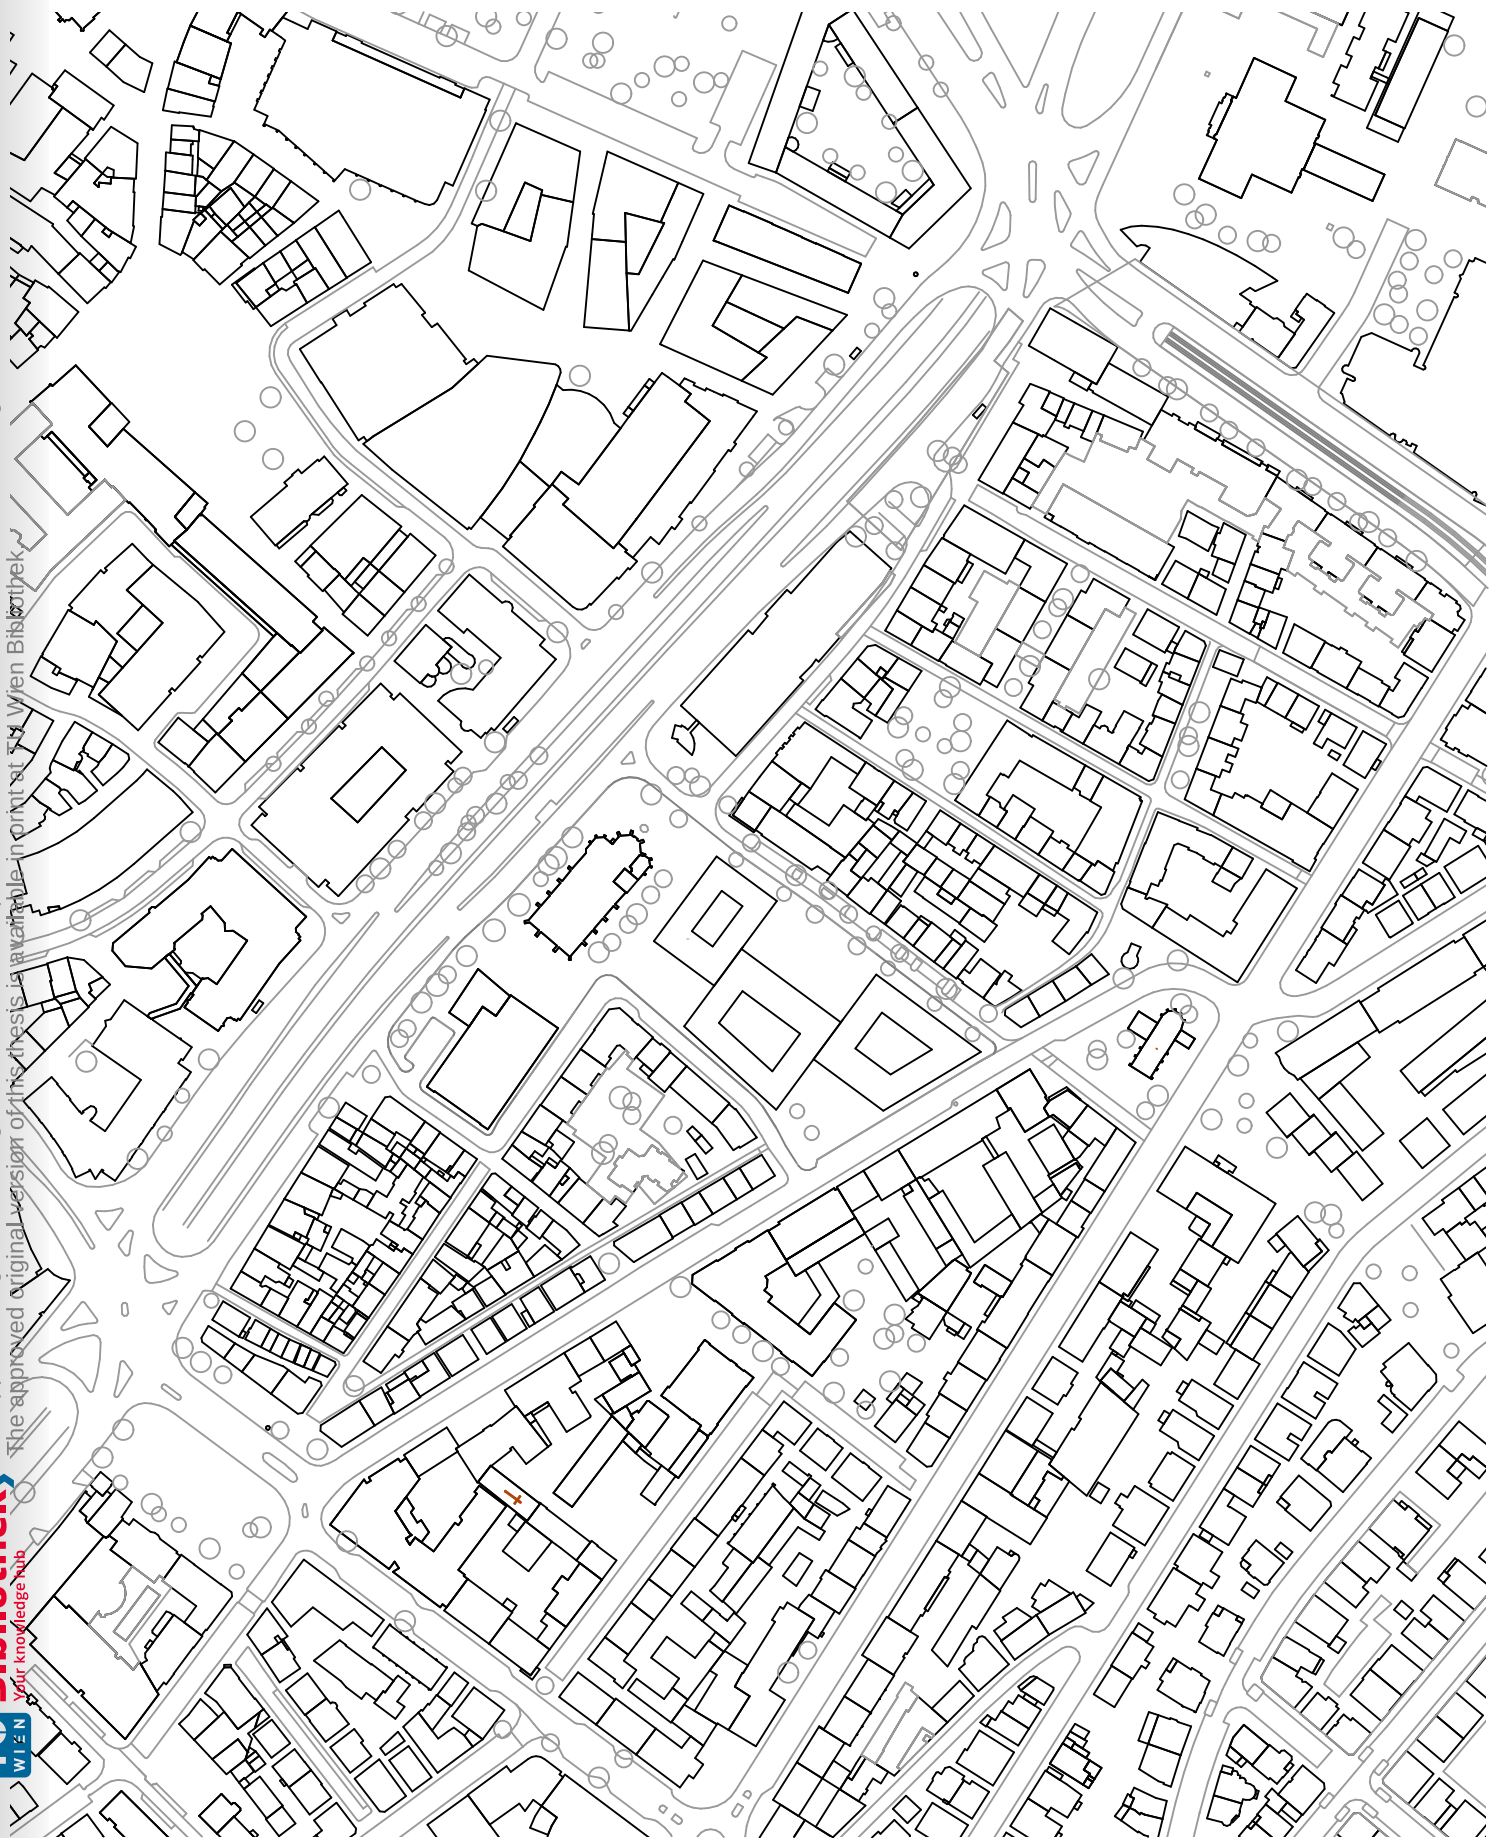 The approved original version of this thesis is available in print at TU Wien Bibliothek.
Bibliothek
Your knowledge hub
WIEN